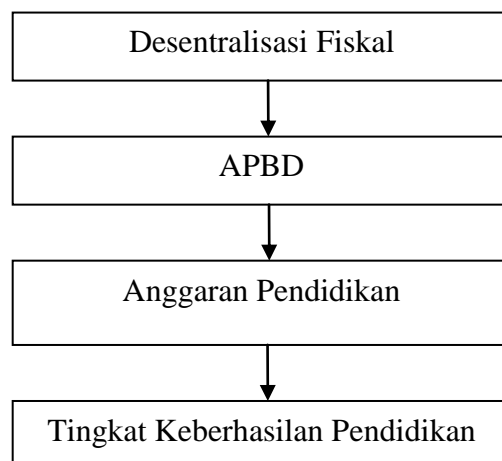 Desentralisasi Fiskal
APBD
Anggaran Pendidikan
Tingkat Keberhasilan Pendidikan